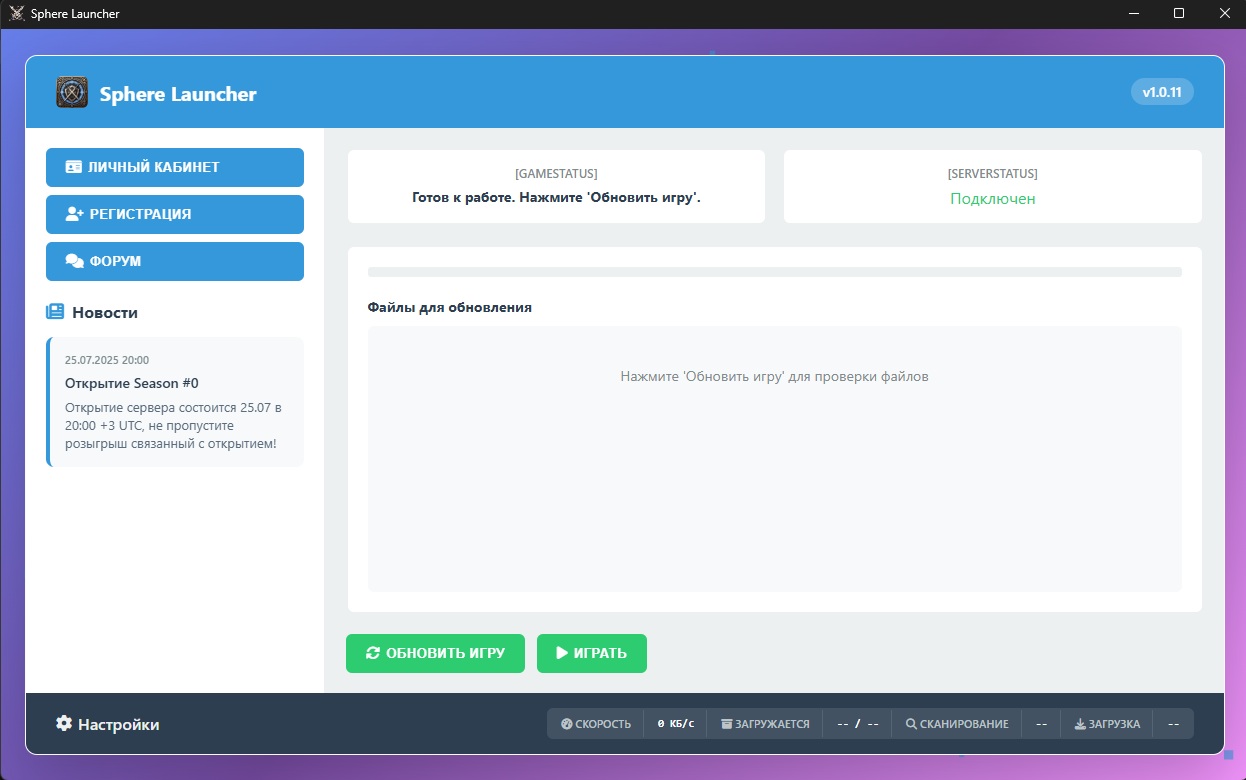 Sphere Launcher
Sphere Launcher
v1.0.11
ЛИЧНЫЙ КАБИНЕТ
РЕГИСТРАЦИЯ
ФОРУМ
Новости
25.07.2025 20:00
Открытие Season #0
Открытие сервера состоится 25.07 в
20:00 +3 UTC, не пропустите
розыгрыш связанный с открытием!
[GAMESTATUS]
Готов к работе. Нажмите 'Обновить игру'.
[SERVERSTATUS]
Подключен
Файлы для обновления
Нажмите 'Обновить игру' для проверки файлов
ОБНОВИТЬ ИГРУ
ИГРАТЬ
Настройки
СКОРОСТЬ
0 КБ/с
ЗАГРУЖАЕТСЯ
-- / --
СКАНИРОВАНИЕ
--
ЗАГРУЗКА
--